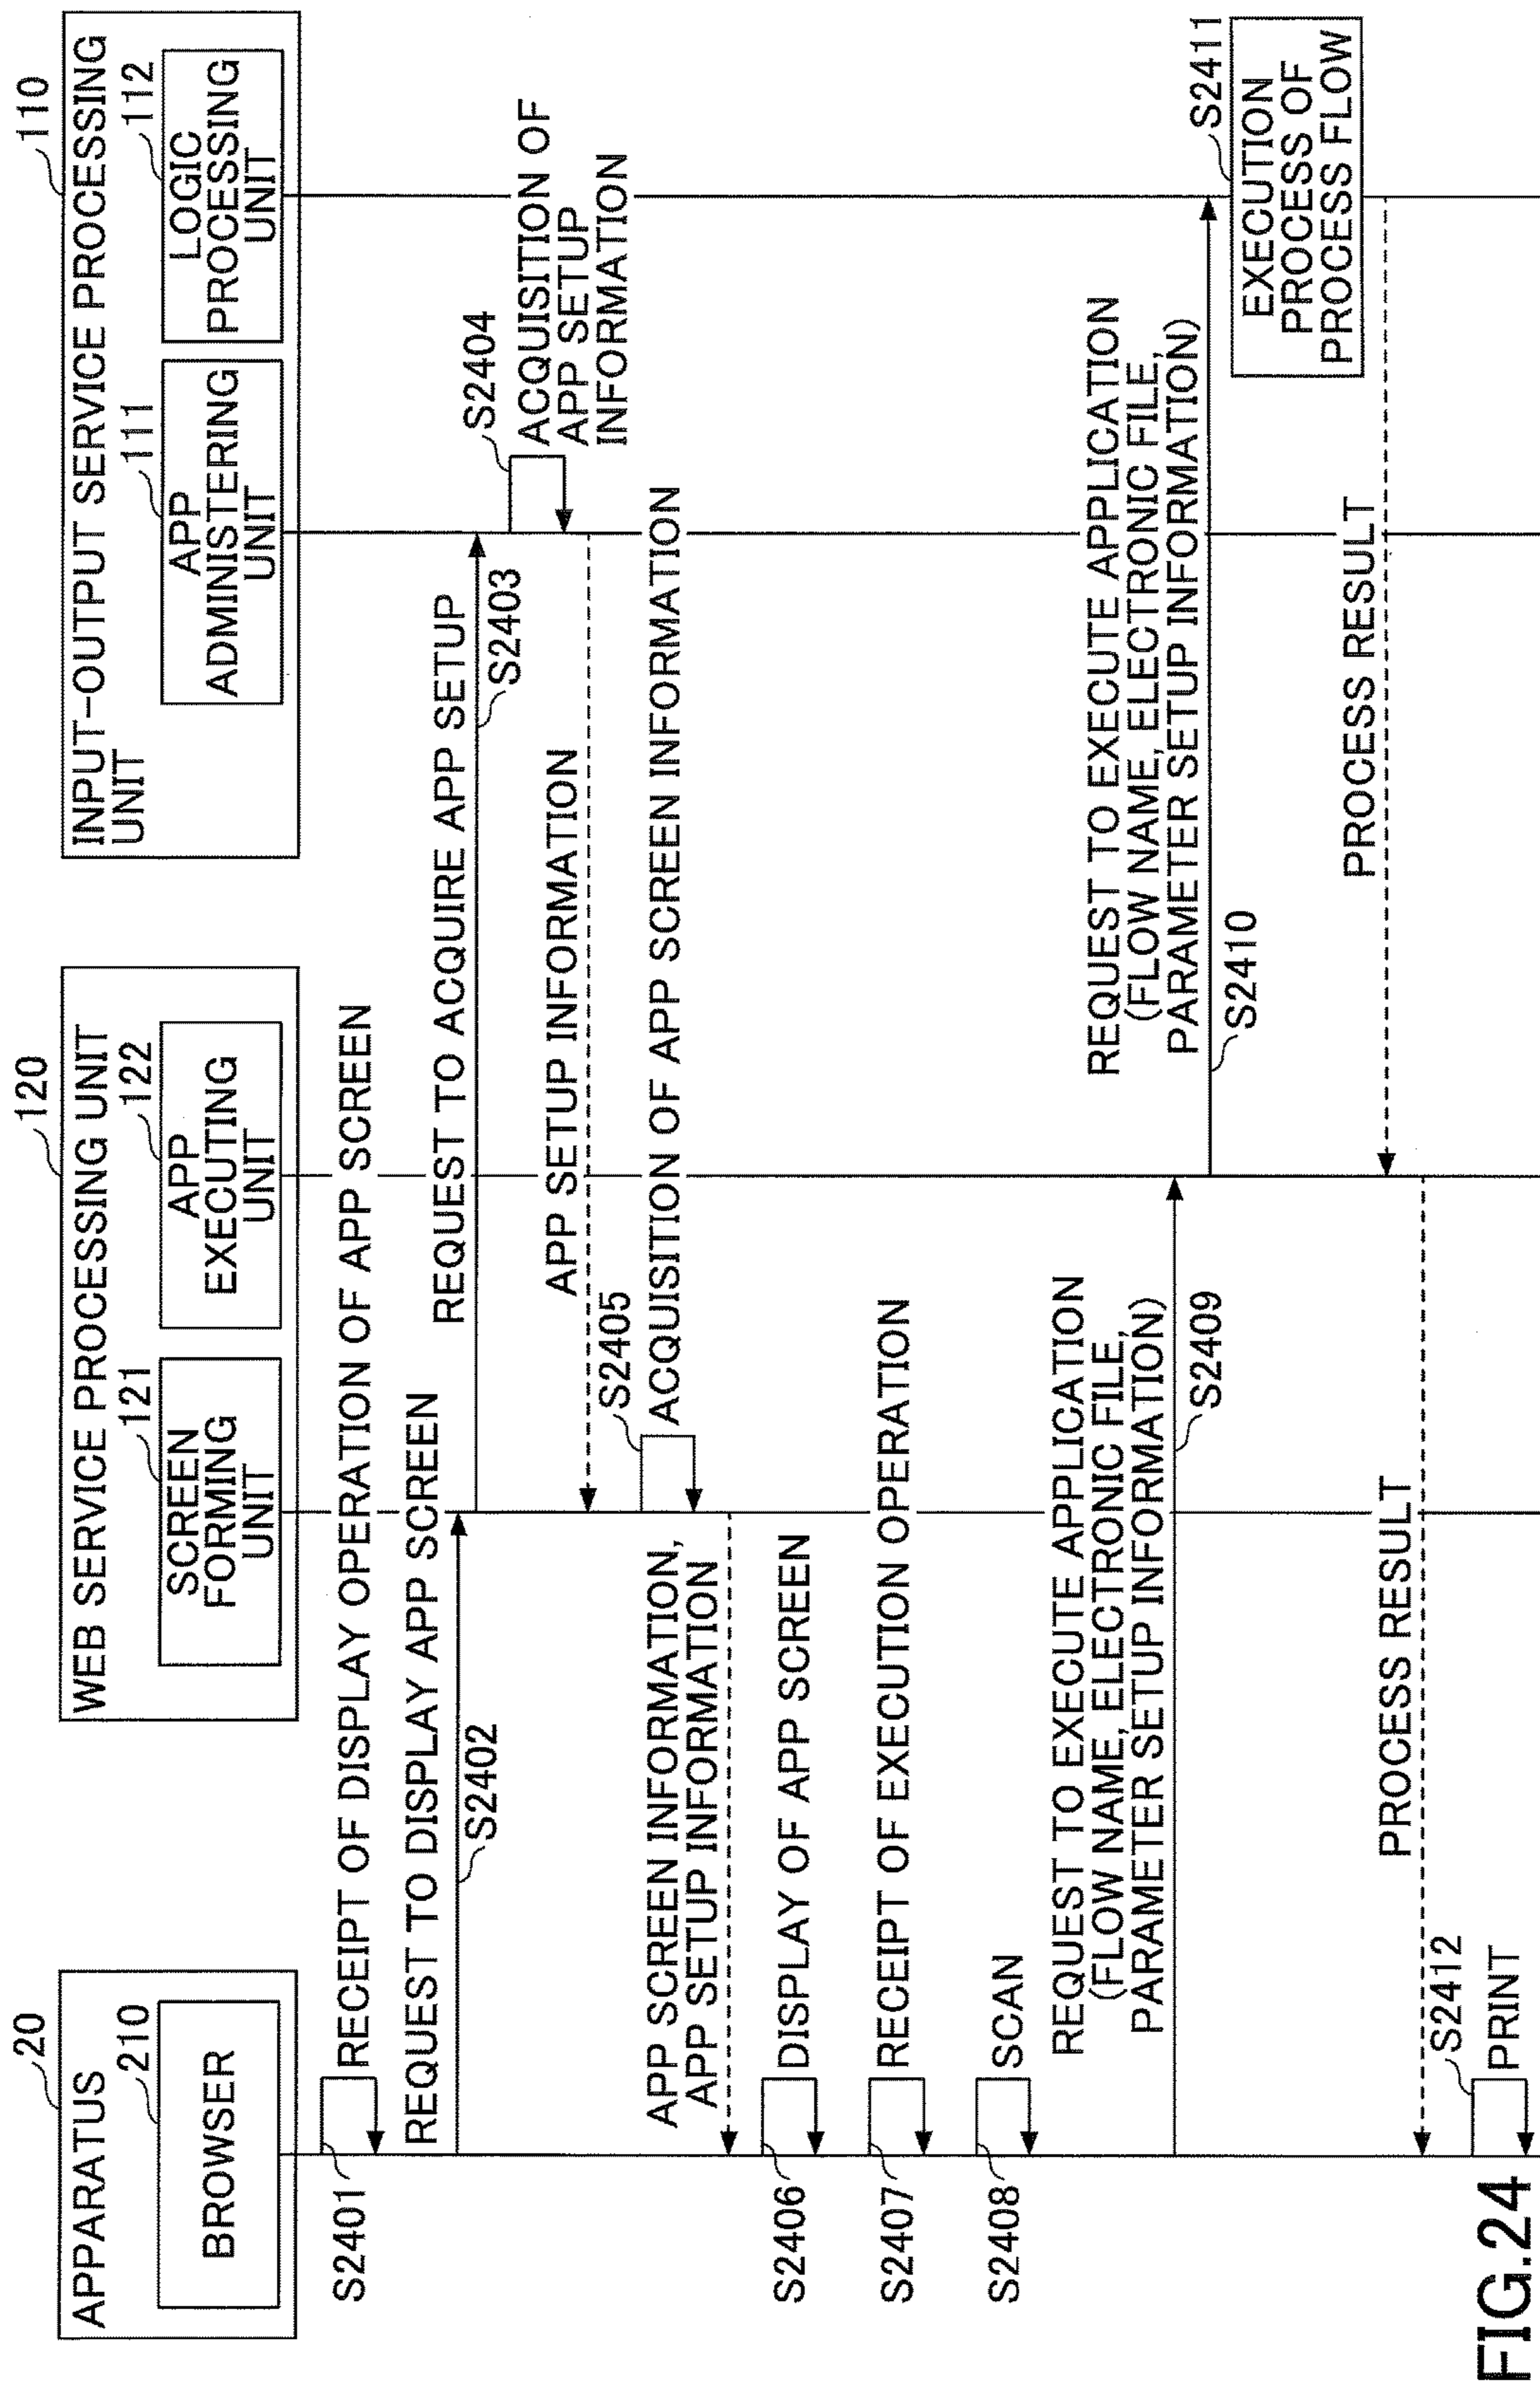 20
APPARATUS
210
BROWSER
120
WEB SERVICE PROCESSING UNIT
121
SCREEN
FORMING
UNIT
122
APP
EXECUTING
UNIT
110
INPUT-OUTPUT SERVICE PROCESSING
UNIT
111
APP
ADMINISTERING
UNIT
112
LOGIC
PROCESSING
UNIT
S2401
RECEIPT OF DISPLAY OPERATION OF APP SCREEN
REQUEST TO DISPLAY APP SCREEN
S2402
REQUEST TO ACQUIRE APP SETUP
S2403
S2404
ACQUISITION OF
APP SETUP
INFORMATION
APP SETUP INFORMATION
S2405
ACQUISITION OF APP SCREEN INFORMATION
APP SCREEN INFORMATION,
APP SETUP INFORMATION
S2406
DISPLAY OF APP SCREEN
S2407
RECEIPT OF EXECUTION OPERATION
S2408
SCAN
REQUEST TO EXECUTE APPLICATION
(FLOW NAME, ELECTRONIC FILE,
PARAMETER SETUP INFORMATION)
S2409
REQUEST TO EXECUTE APPLICATION
(FLOW NAME, ELECTRONIC FILE,
PARAMETER SETUP INFORMATION)
S2410
S2411
EXECUTION
PROCESS OF
PROCESS FLOW
PROCESS RESULT
PROCESS RESULT
S2412
PRINT
FIG.24